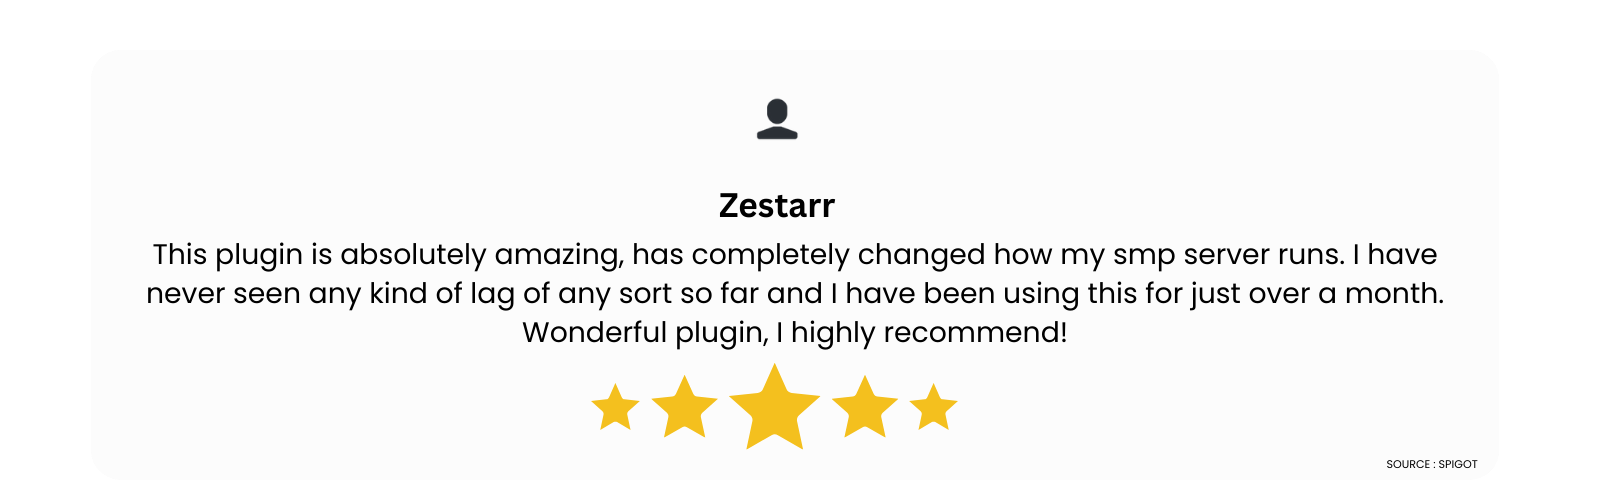 Zestarr
This plugin is absolutely amazing, has completely changed how my smp server runs. I have
never seen any kind of lag of any sort so far and I have been using this for just over a month.
Wonderful plugin, I highly recommend!
SOURCE : SPIGOT